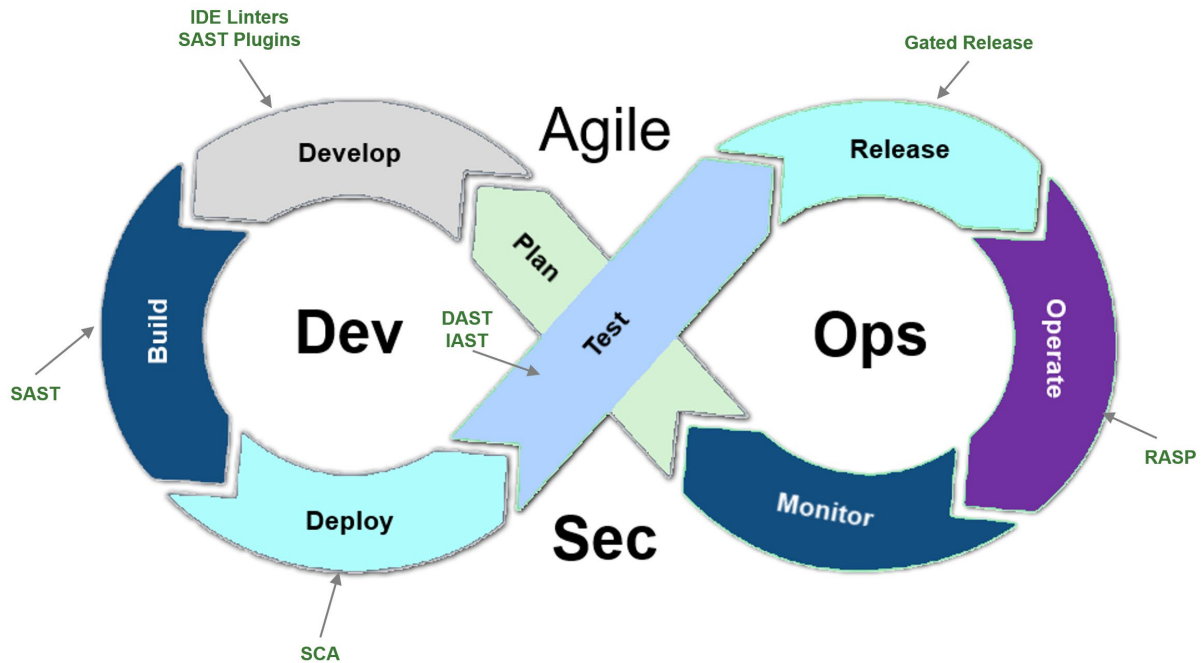 IDE Linters
SAST Plugins
Gated Release
Agile
Develop
Release
Plan
Build
Dev
DAST
IAST
Test
Ops
Operate
SAST
RASP
Deploy
Monitor
Sec
SCA